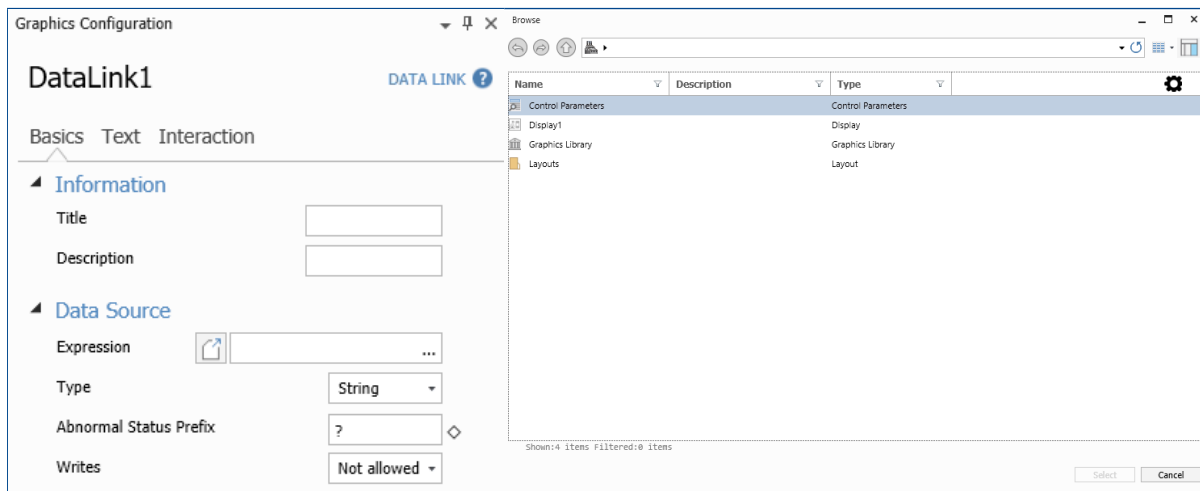 Graphics Configuration
DataLink1
DATA LINK ?
Basics Text Interaction
Information
Title
Description
Data Source
Expression
...
Type
String
Abnormal Status Prefix
?
Writes
Not allowed
Browse
Name Description Type
Control Parameters Control Parameters
Display1 Display
Graphics Library Graphics Library
Layouts Layout
Shown:4 items Filtered:0 items
Select Cancel